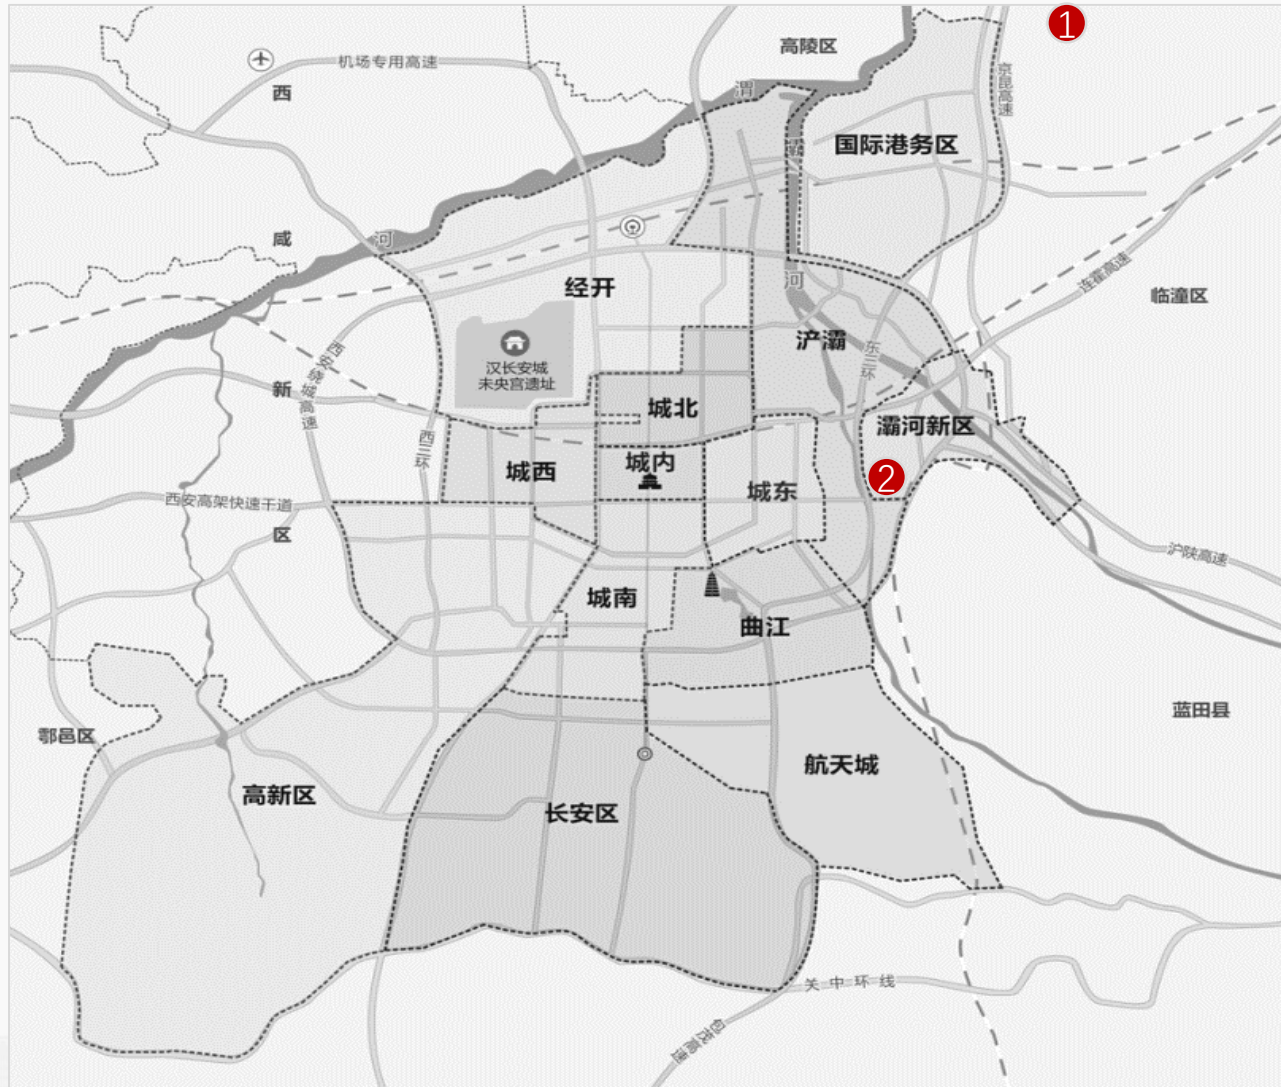 1
高陵区
机场专用高速
西
渭
京昆高速
国际港务区
灞
咸
河
河
连霍高速
经开
临潼区
浐灞
东三环
汉长安城
未央宫遗址
西安绕城高速
新
城北
灞河新区
西三环
城西
城内
2
城东
西安高架快速干道
区
沪陕高速
城南
曲江
蓝田县
鄠邑区
航天城
高新区
长安区
关中环线
包茂高速